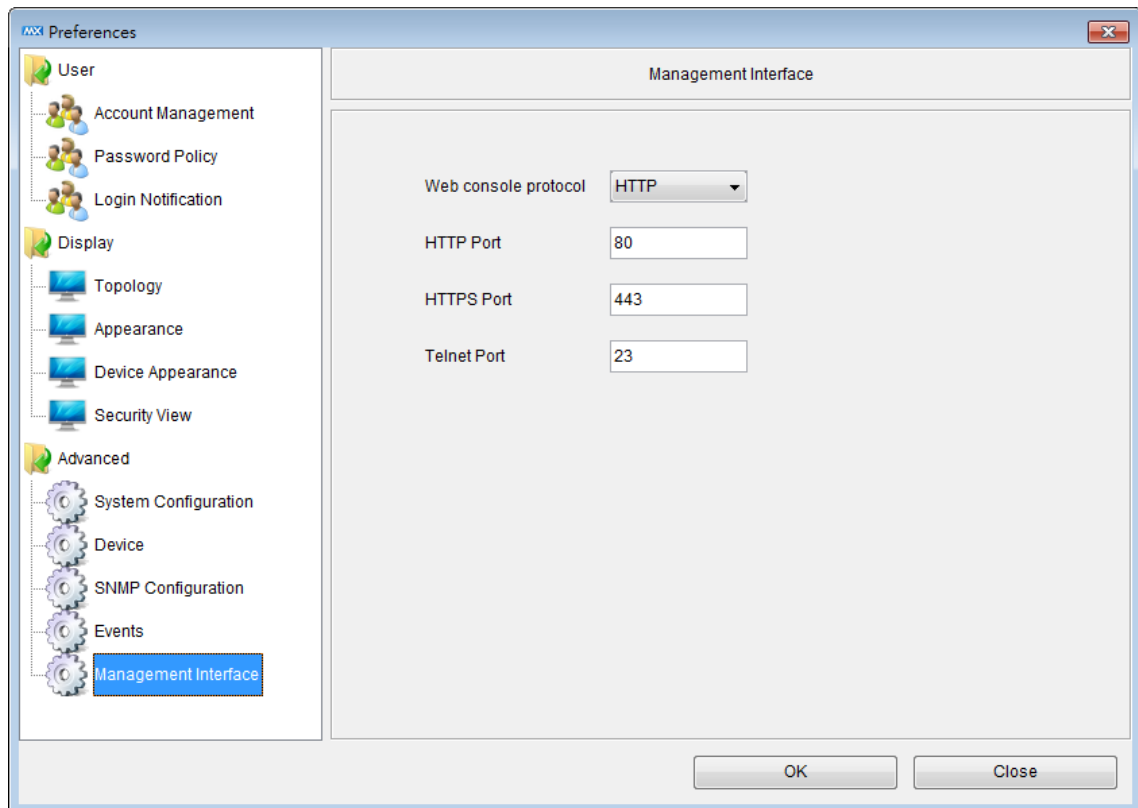 MX Preferences
User
Account Management
Password Policy
Login Notification
Display
Topology
Appearance
Device Appearance
Security View
Advanced
System Configuration
Device
SNMP Configuration
Events
Management Interface
Management Interface
Web console protocol HTTP
HTTP Port 80
HTTPS Port 443
Telnet Port 23
OK Close